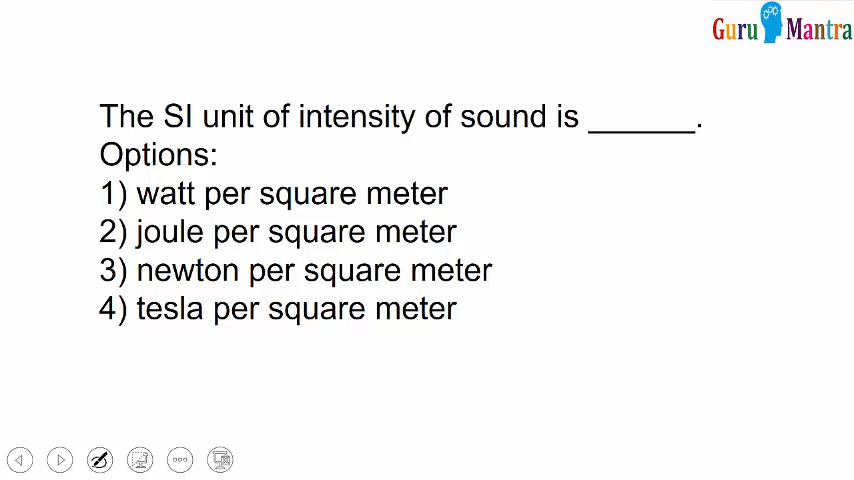 Guru Mantra
The SI unit of intensity of sound is ______.
Options:
1) watt per square meter
2) joule per square meter
3) newton per square meter
4) tesla per square meter